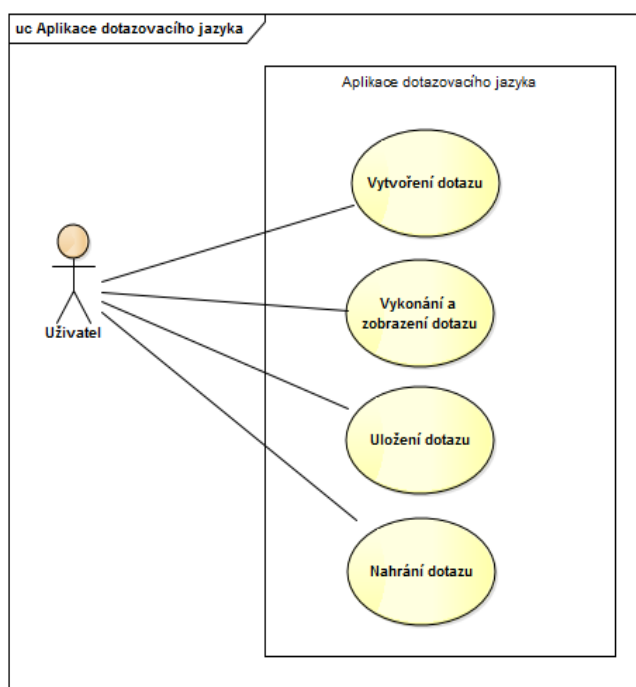 uc Aplikace dotazovacího jazyka
Aplikace dotazovacího jazyka
Vytvoření dotazu
Vykonání a
zobrazení dotazu
Uživatel
Uložení dotazu
Nahrání dotazu